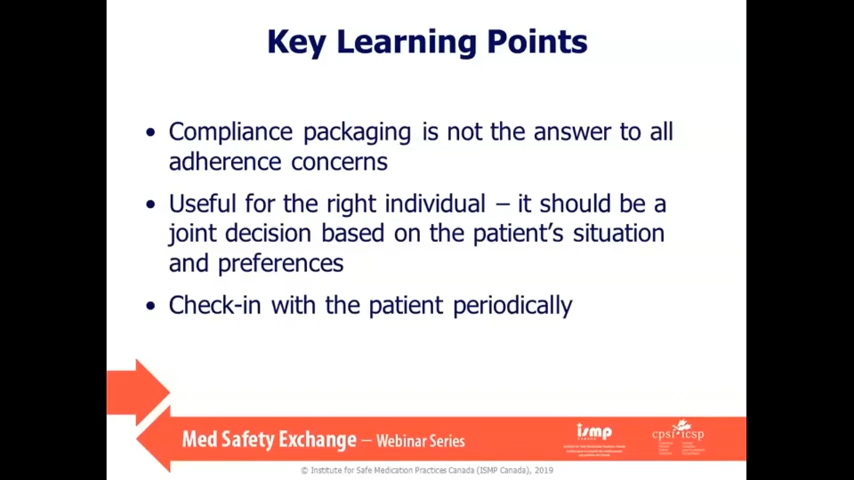 Key Learning Points
• Compliance packaging is not the answer to all
adherence concerns
• Useful for the right individual – it should be a
joint decision based on the patient’s situation
and preferences
• Check-in with the patient periodically
Med Safety Exchange – Webinar Series
ismp
CANADA
cpsi icsp
© Institute for Safe Medication Practices Canada (ISMP Canada), 2019